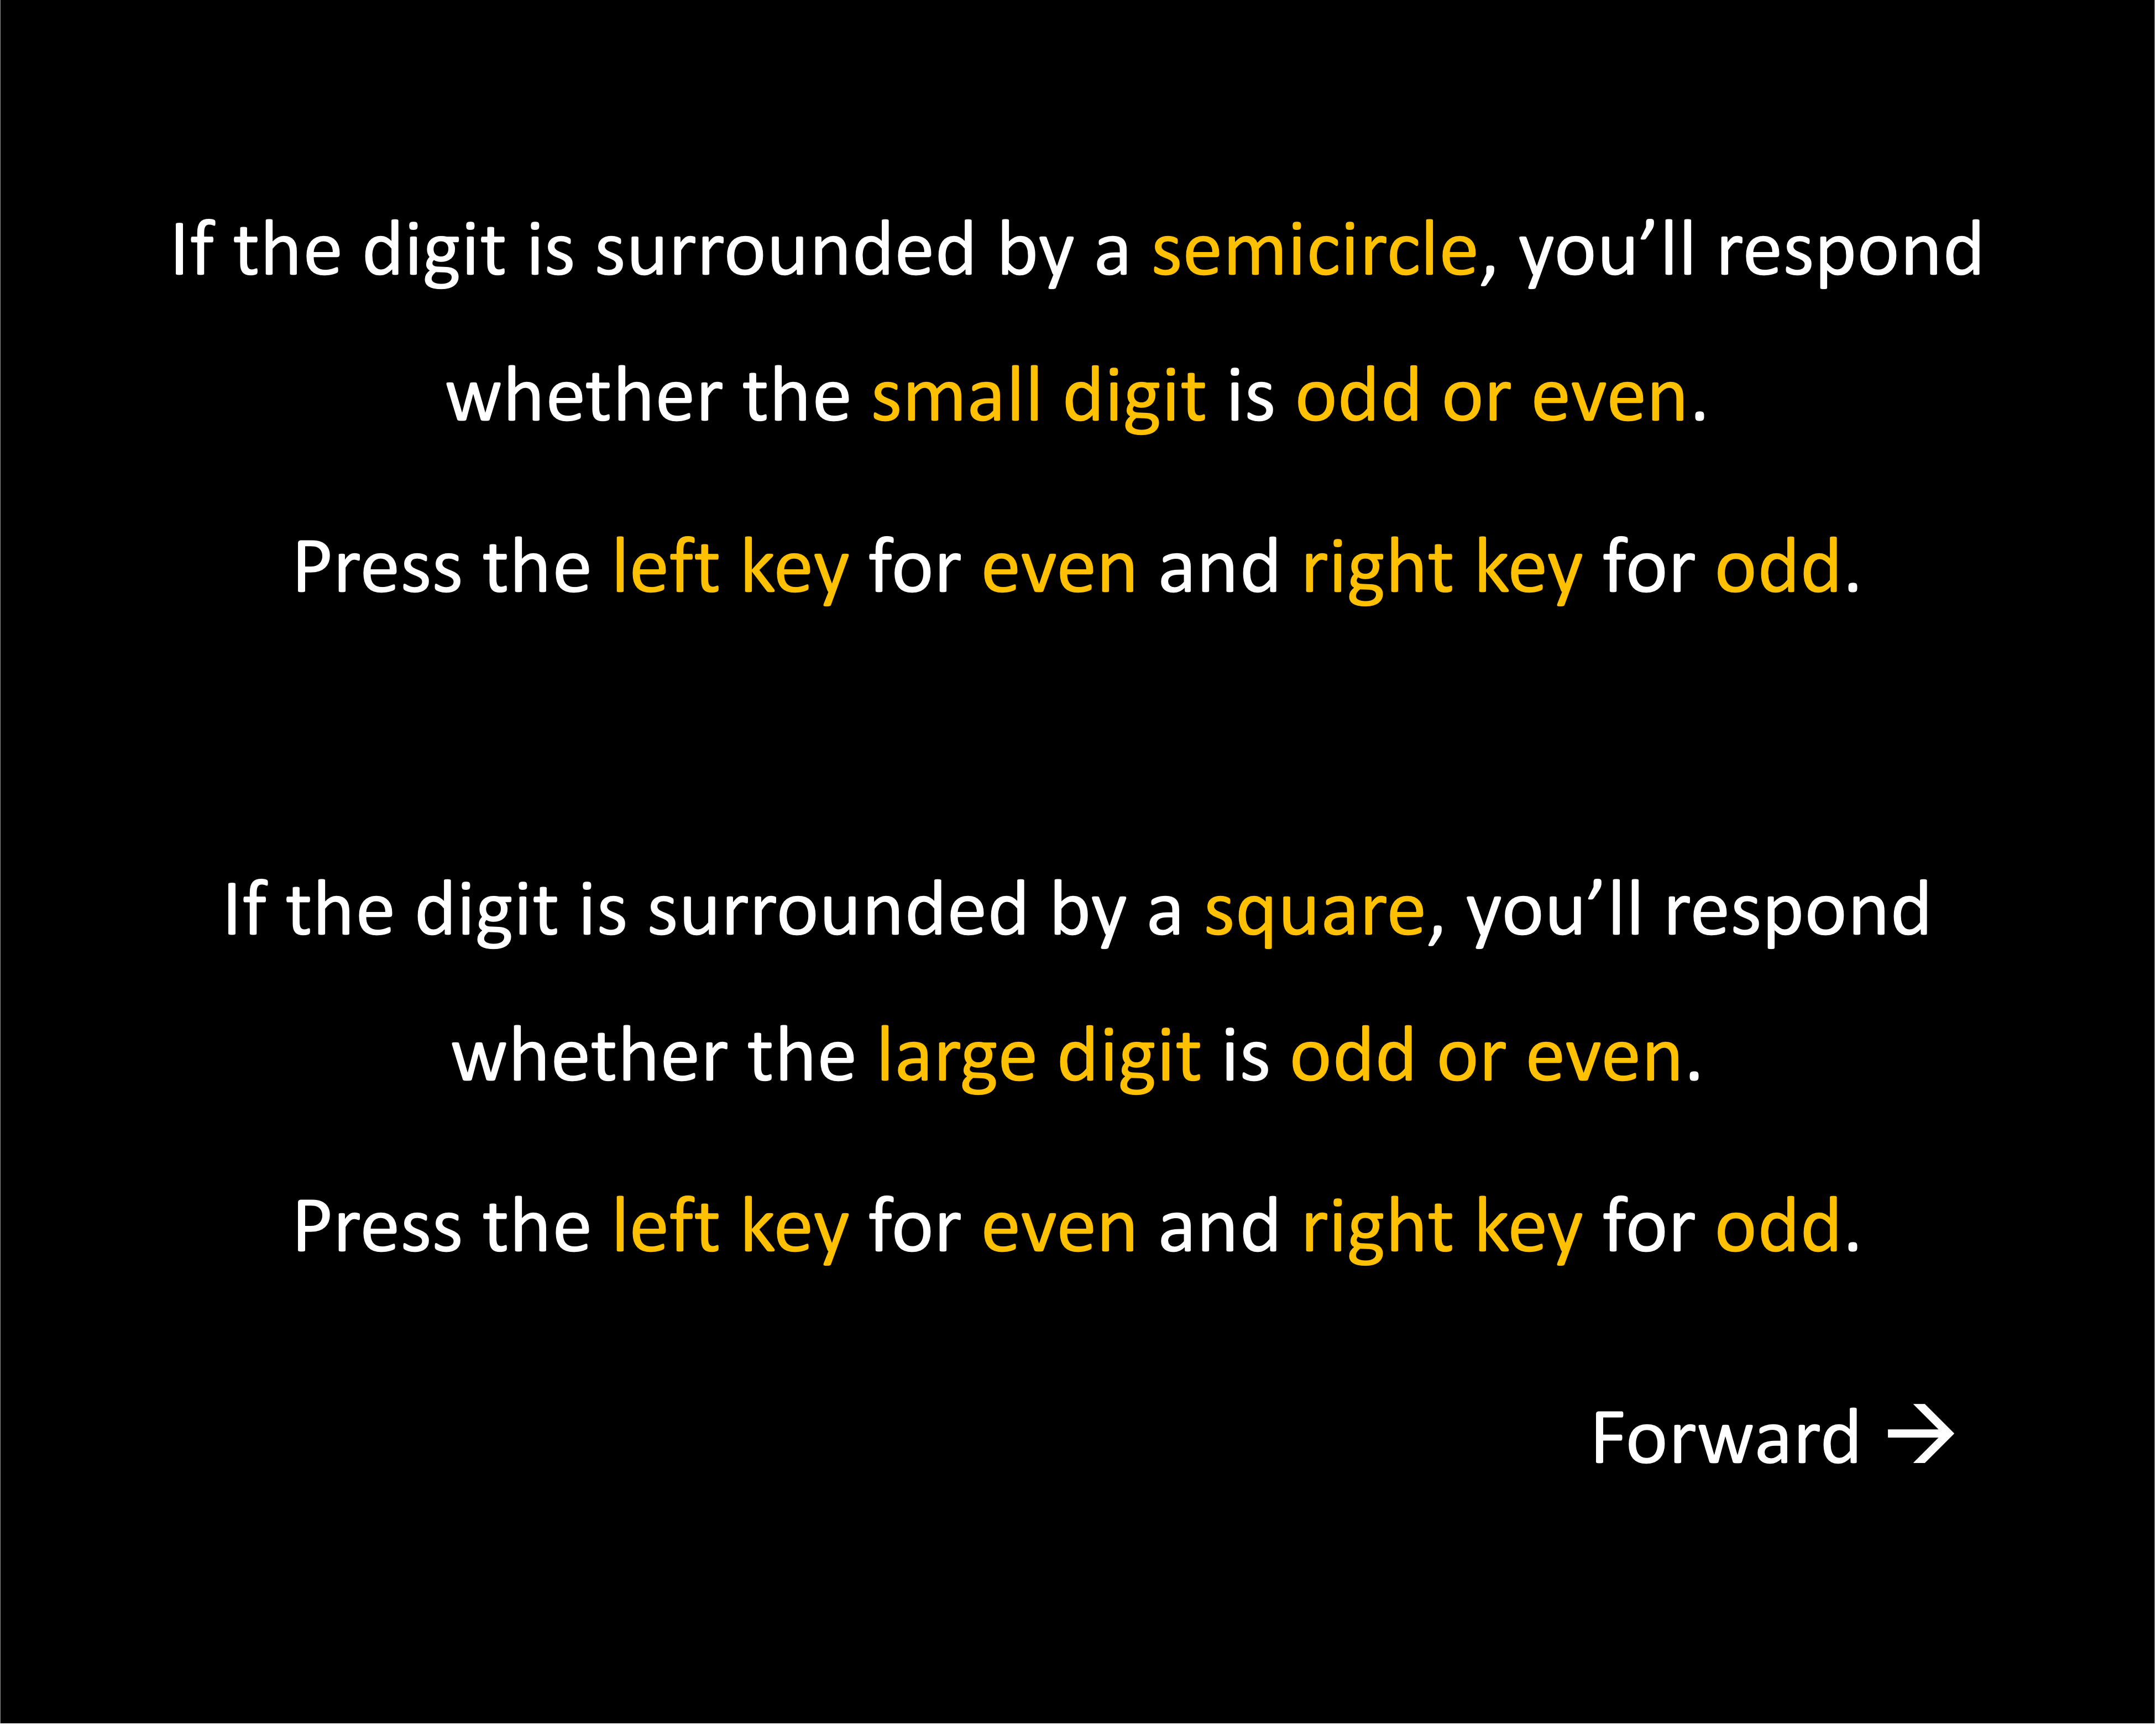 If the digit is surrounded by a semicircle, you’ll respond
whether the small digit is odd or even.
Press the left key for even and right key for odd.
If the digit is surrounded by a square, you’ll respond
whether the large digit is odd or even.
Press the left key for even and right key for odd.
Forward →